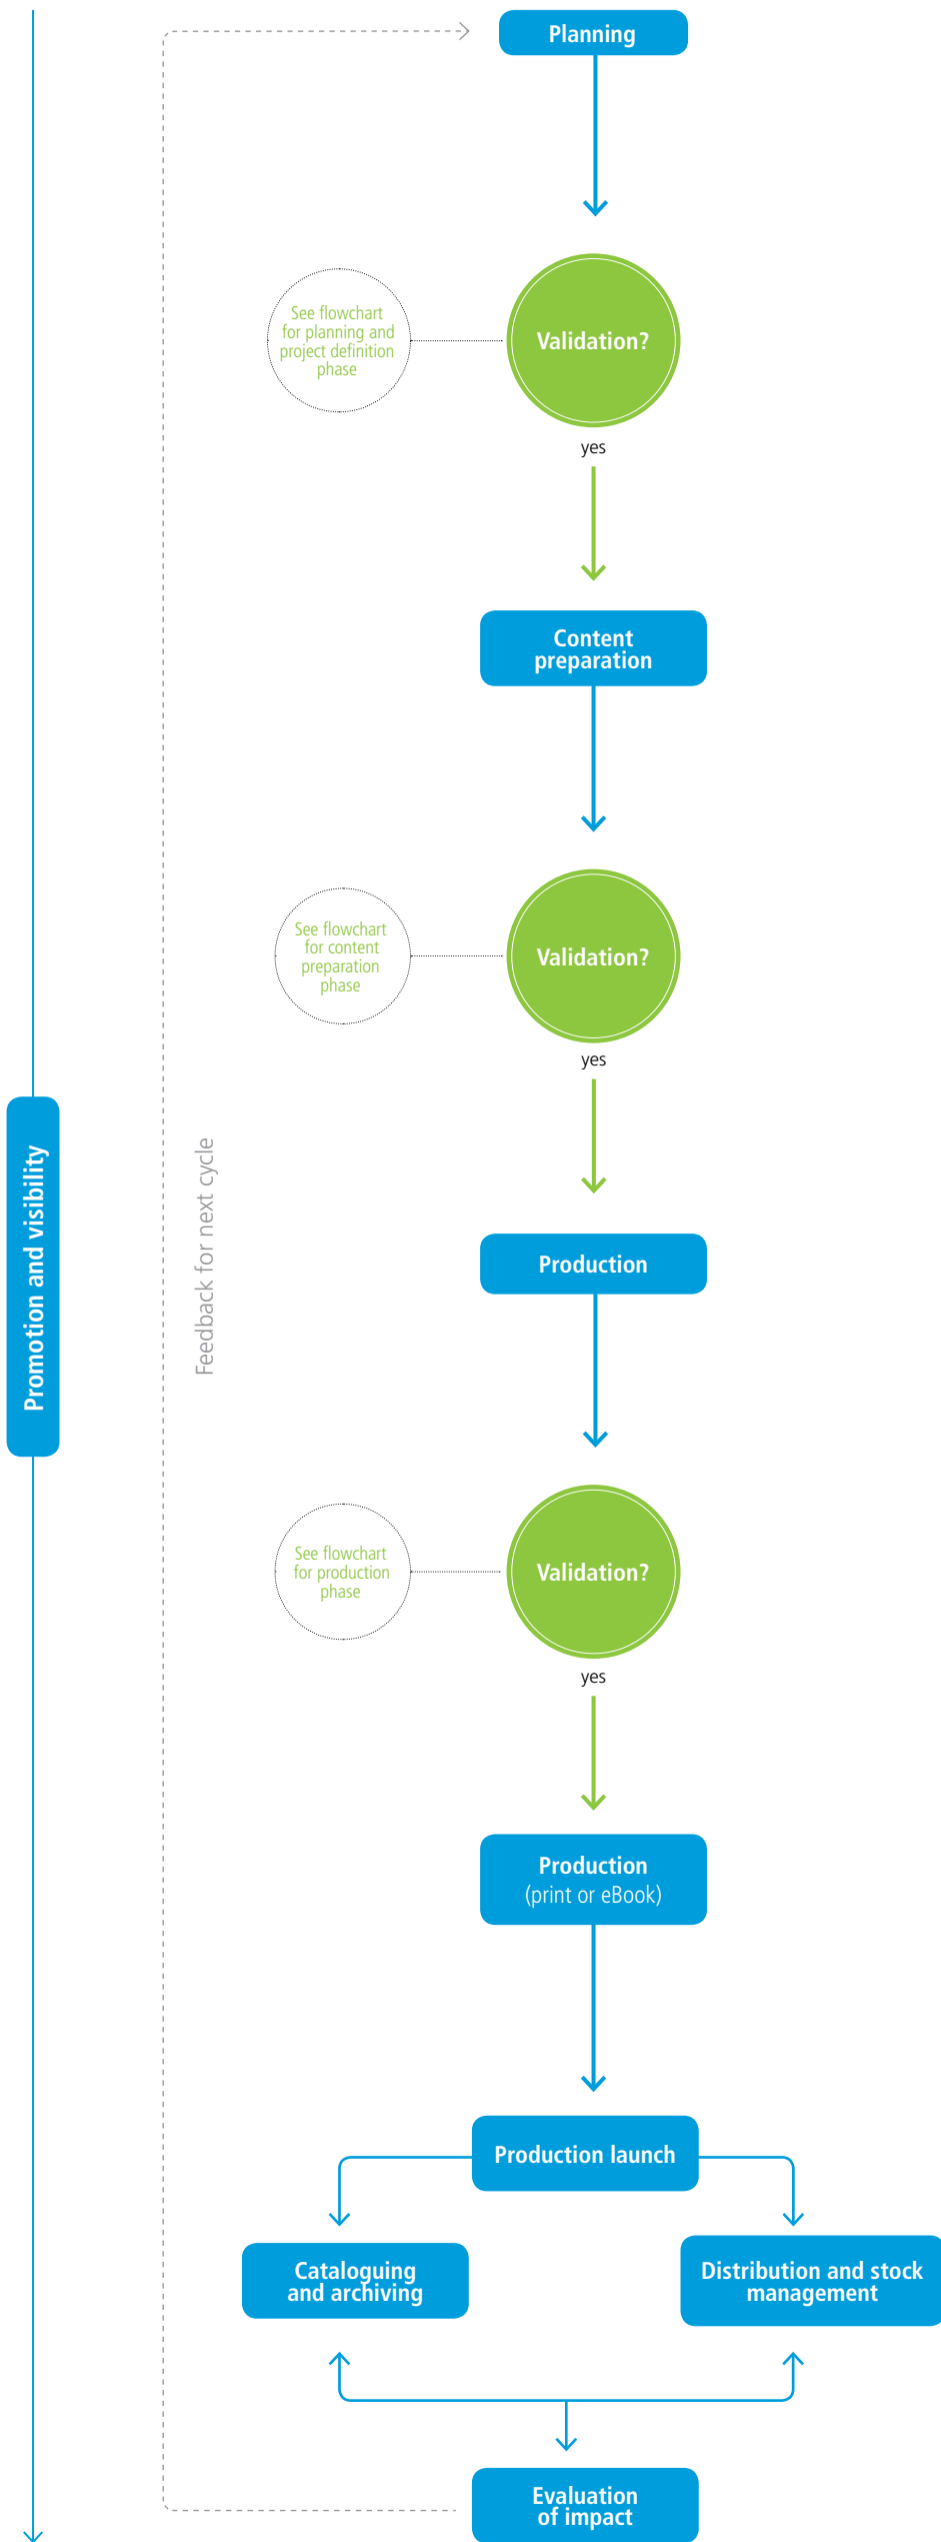 Planning
See flowchart
for planning and
project definition
phase
Validation?
yes
Content
preparation
See flowchart
for content
preparation
phase
Validation?
yes
Promotion and visibility
Feedback for next cycle
Production
See flowchart
for production
phase
Validation?
yes
Production
(print or eBook)
Production launch
Cataloguing
and archiving
Distribution and stock
management
Evaluation
of impact